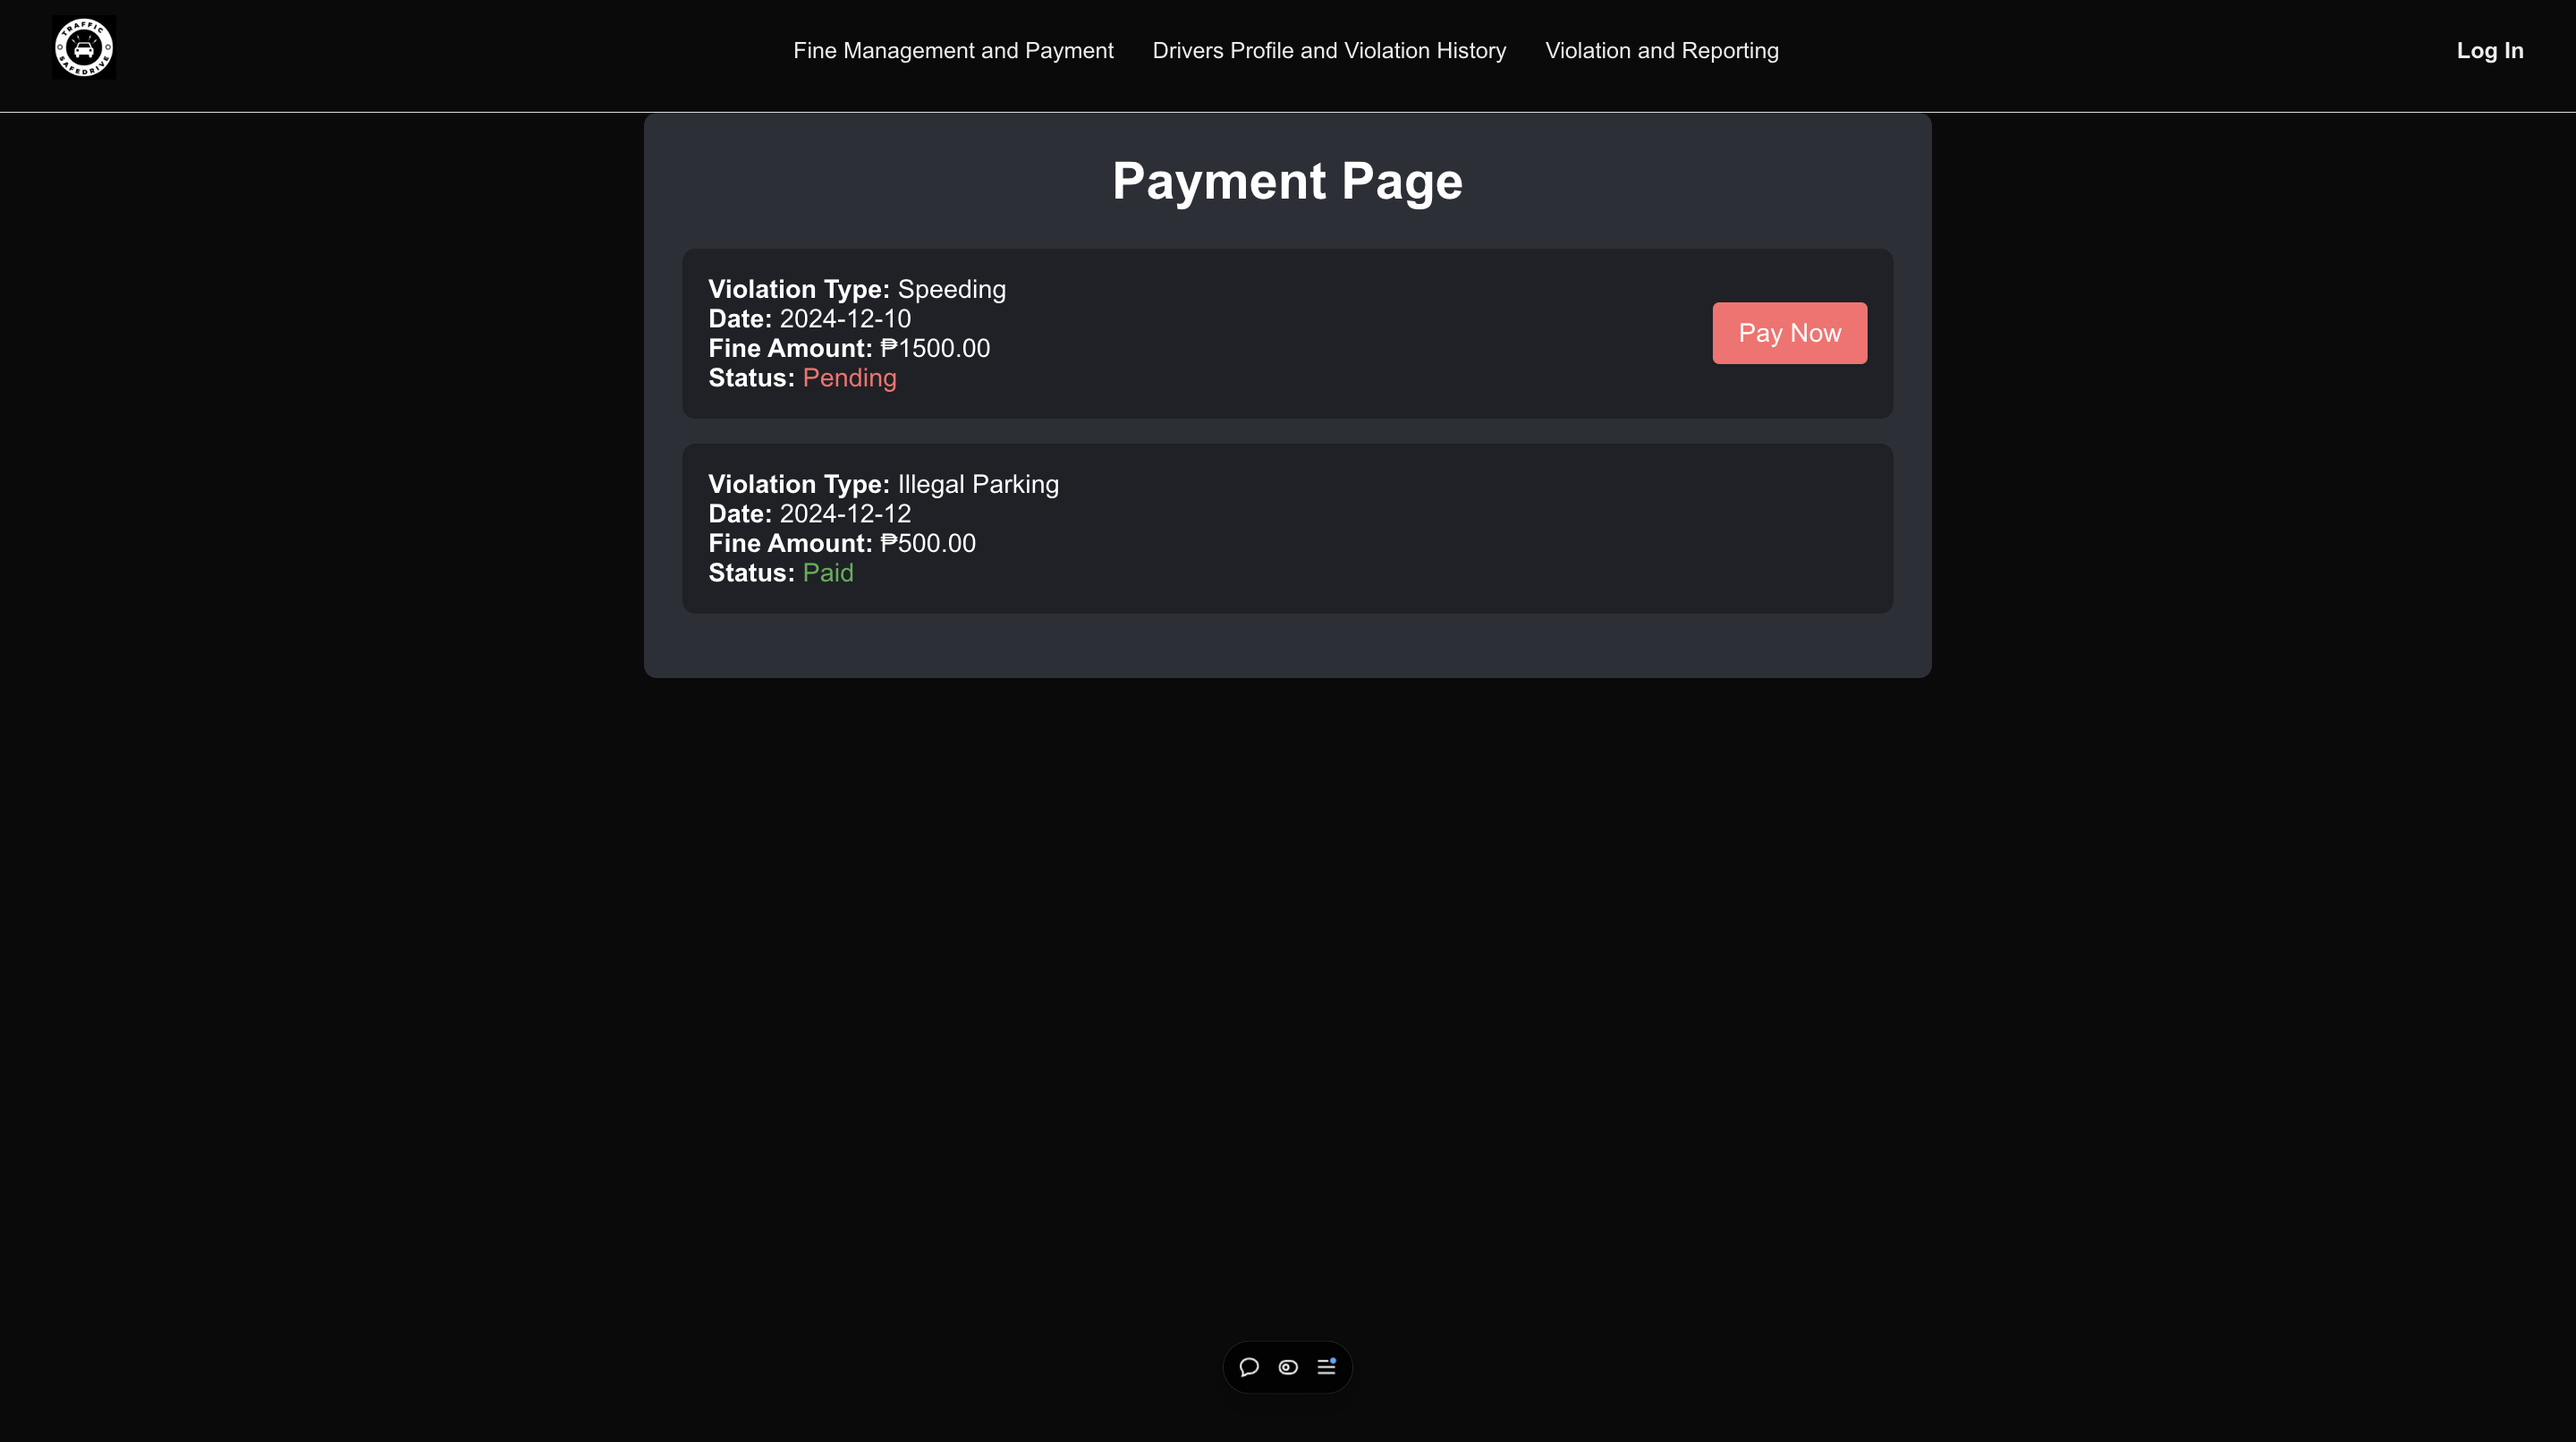 TRAFFIC
SAFEDRIVE
Fine Management and Payment
Drivers Profile and Violation History
Violation and Reporting
Log In
Payment Page
Violation Type: Speeding
Date: 2024-12-10
Fine Amount: ₱1500.00
Status: Pending
Pay Now
Violation Type: Illegal Parking
Date: 2024-12-12
Fine Amount: ₱500.00
Status: Paid